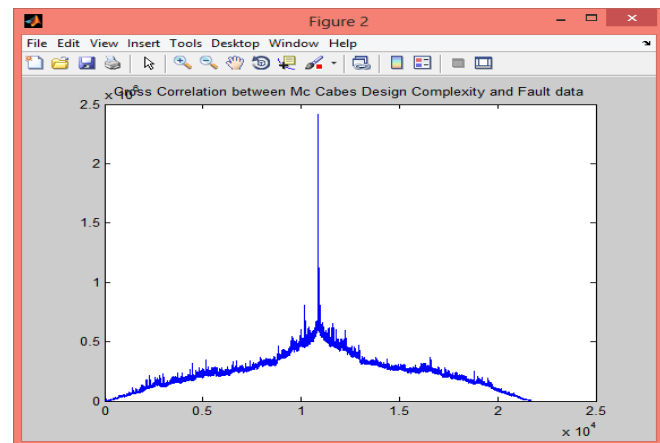 Figure 2
File Edit View Insert Tools Desktop Window Help
Cross Correlation between Mc Cabes Design Complexity and Fault data
2.5
2
1.5
1
0.5
0
0 0.5 1 1.5 2 2.5
× 10⁴